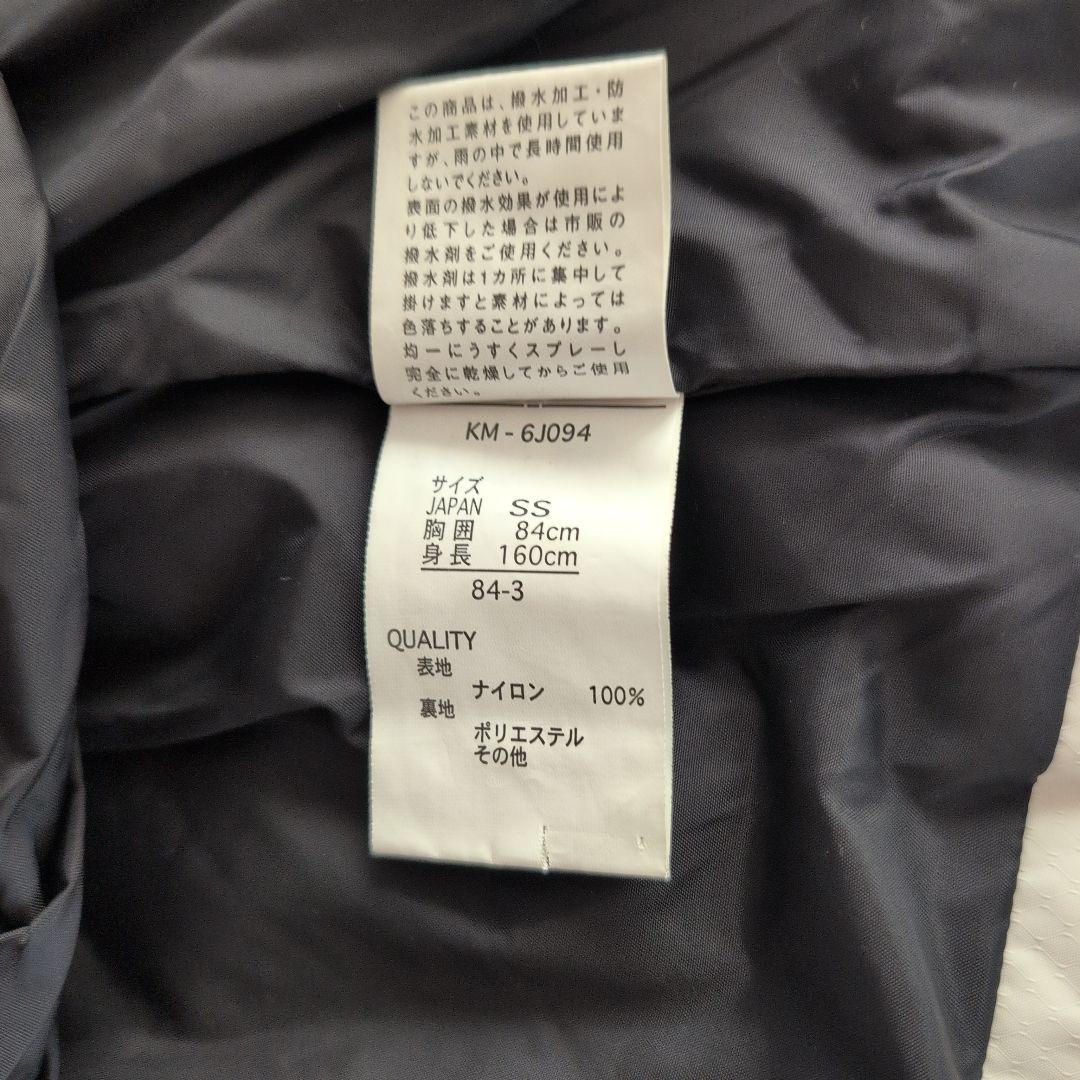 この商品は、撥水加工・防
水加工素材を使用していま
すが、雨の中で長時間使用
しないでください。
表面の撥水効果が使用によ
り低下した場合は市販の
撥水剤をご使用ください。
撥水剤は1カ所に集中して
掛けますと素材によっては
色落ちすることがあります。
均一にうすくスプレーし
完全に乾燥してからご使用
ください。
KM-6J094
サイズ
JAPAN SS
胸囲 84cm
身長 160cm
84-3
QUALITY
表地
ナイロン 100%
裏地
ポリエステル
その他